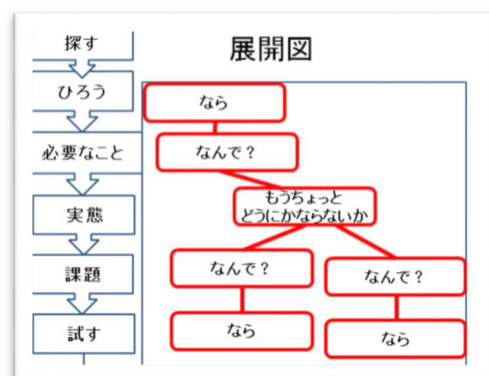 展開図
探す
ひろう
必要なこと
実態
課題
試す
なら
なんで？
もうちょっと
どうにかならないか
なんで？
なんで？
なら
なら